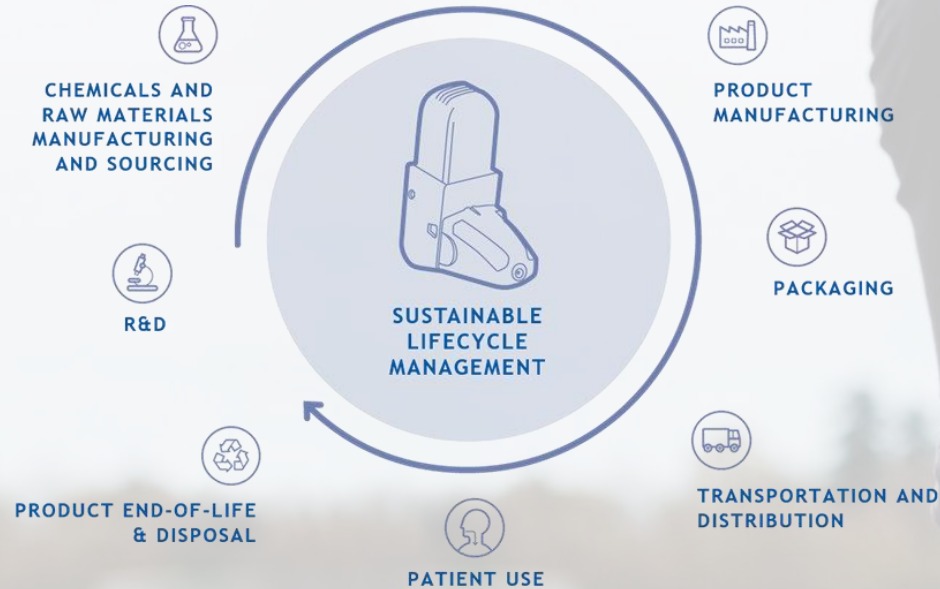 CHEMICALS AND
RAW MATERIALS
MANUFACTURING
AND SOURCING
PRODUCT
MANUFACTURING
PACKAGING
R&D
SUSTAINABLE
LIFECYCLE
MANAGEMENT
TRANSPORTATION AND
DISTRIBUTION
PRODUCT END-OF-LIFE
& DISPOSAL
PATIENT USE